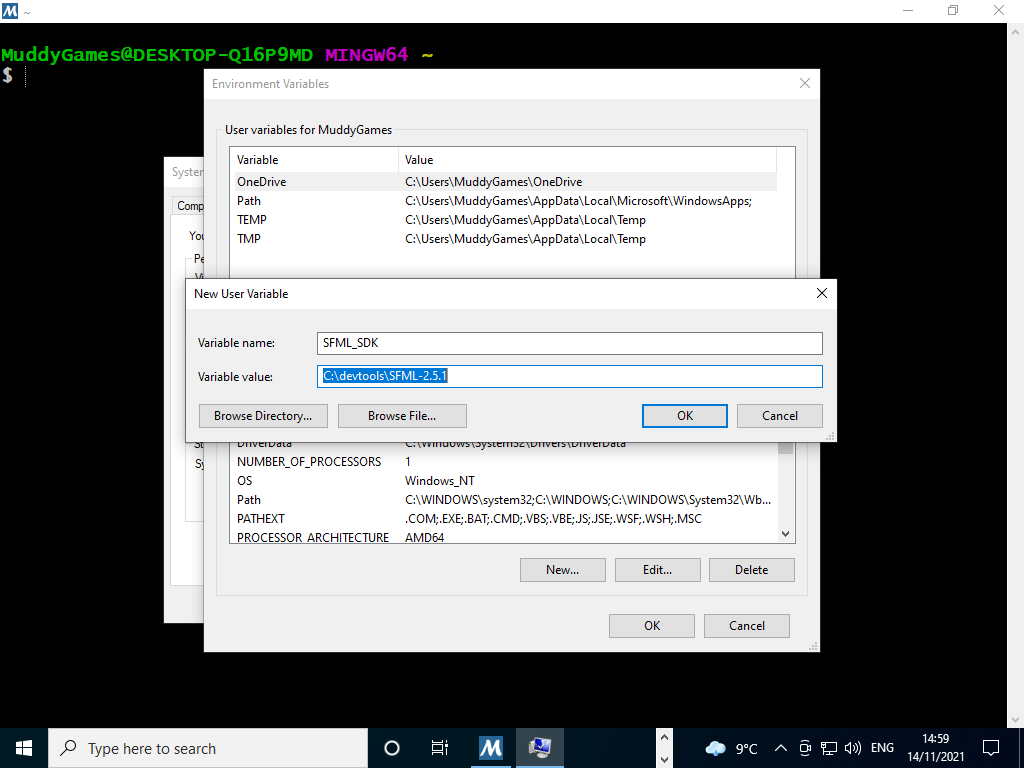 ~
MuddyGames@DESKTOP-Q16P9MD MINGW64 ~
$
Environment Variables
User variables for MuddyGames
Variable Value
OneDrive C:\Users\MuddyGames\OneDrive
Path C:\Users\MuddyGames\AppData\Local\Microsoft\WindowsApps;
TEMP C:\Users\MuddyGames\AppData\Local\Temp
TMP C:\Users\MuddyGames\AppData\Local\Temp
New User Variable
Variable name: SFML_SDK
Variable value: C:\devtools\SFML-2.5.1
Browse Directory... Browse File... OK Cancel
DriverData C:\Windows\System32\Drivers\DriverData
NUMBER_OF_PROCESSORS 1
OS Windows_NT
Path C:\WINDOWS\system32;C:\WINDOWS;C:\WINDOWS\System32\Wb...
PATHEXT .COM;.EXE;.BAT;.CMD;.VBS;.VBE;.JS;.JSE;.WSF;.WSH;.MSC
PROCESSOR_ARCHITECTURE AMD64
New... Edit... Delete
OK Cancel
Type here to search
9°C
ENG
14:59
14/11/2021